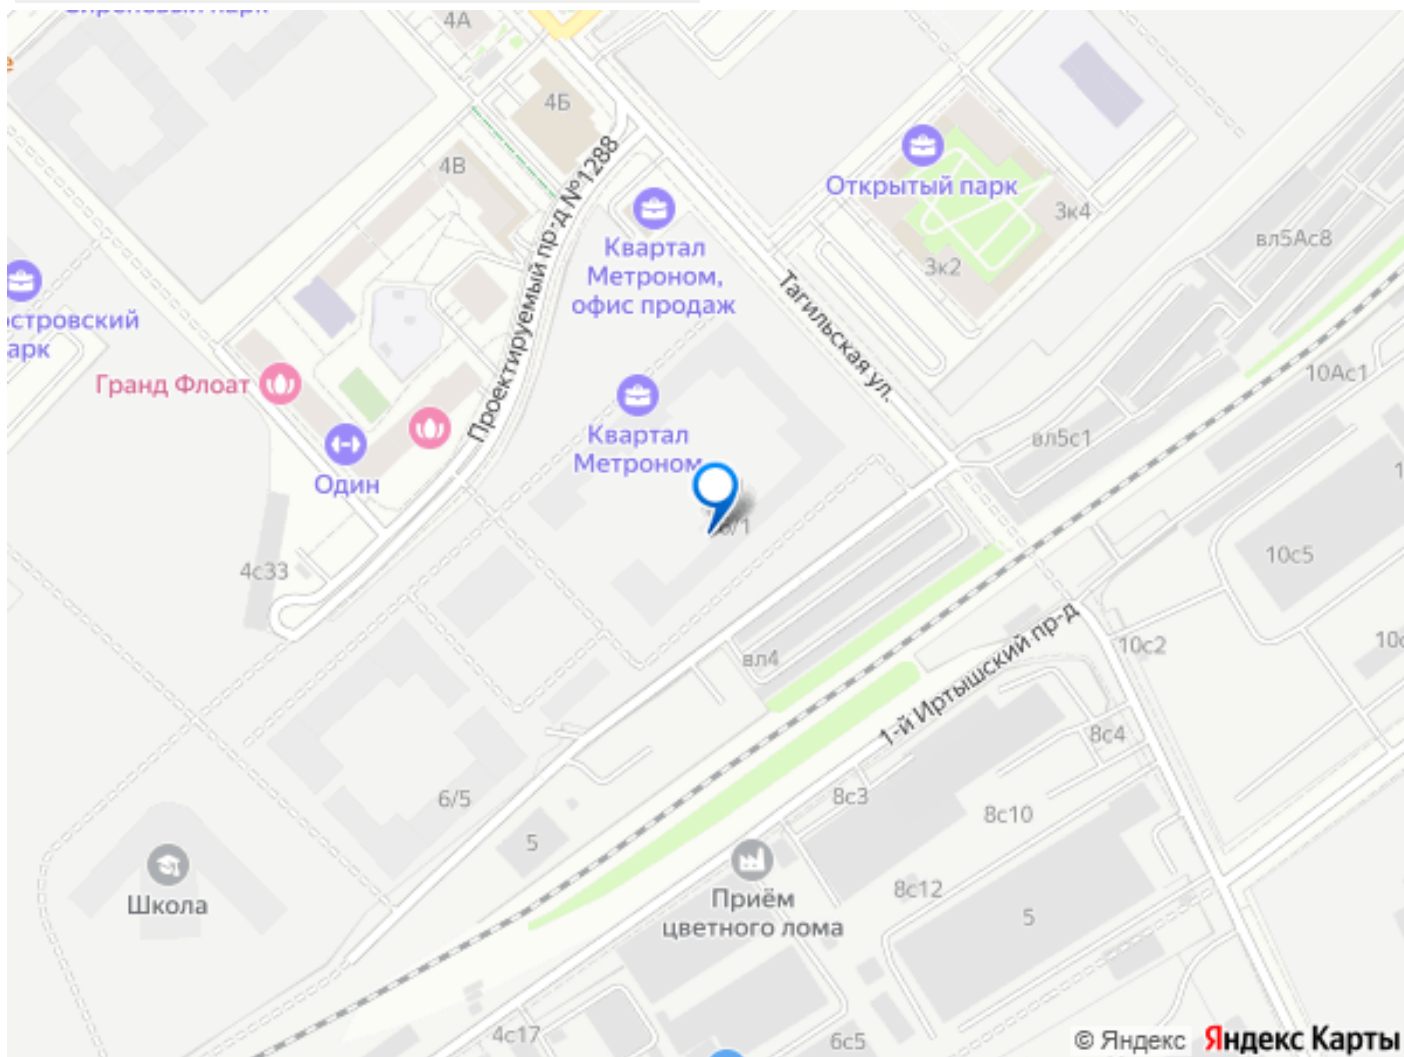 4А
4Б
4В
Проектируемый пр-д №1288
Открытый парк
3к4
3к2
вл5Ас8
Квартал
Метроном,
офис продаж
Тагильская ул.
арк
Гранд Флоат
10Ас1
Квартал
Метроном
вл5с1
Один
6/1
4с33
10с5
1-й Иртышский пр-д
вл4
10с2
8с4
6/5
8с3
8с10
5
Школа
Приём
цветного лома
8с12
5
4с17
6с5
© Яндекс Яндекс Карты